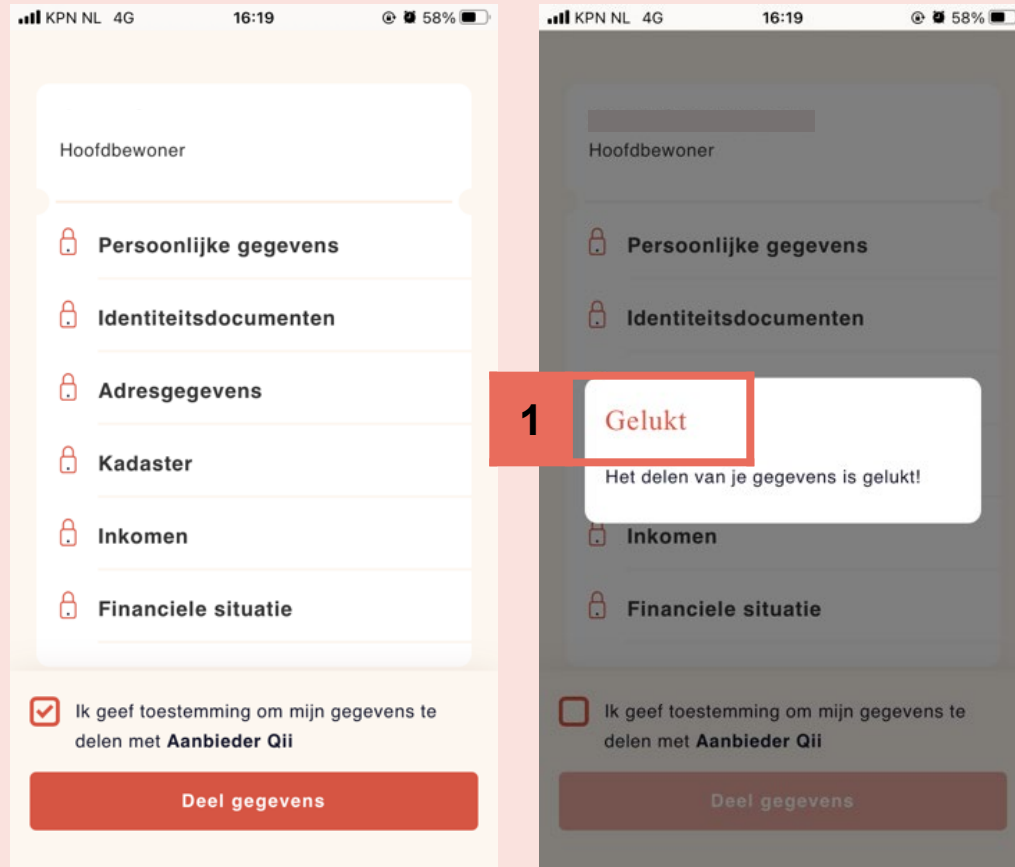 KPN NL 4G 16:19 58%
Hoofdbewoner
Persoonlijke gegevens
Identiteitsdocumenten
Adresgegevens
Kadaster
Inkomen
Financiele situatie
Ik geef toestemming om mijn gegevens te
delen met Aanbieder Qii
Deel gegevens
KPN NL 4G 16:19 58%
Hoofdbewoner
Persoonlijke gegevens
Identiteitsdocumenten
1
Gelukt
Het delen van je gegevens is gelukt!
Inkomen
Financiele situatie
Ik geef toestemming om mijn gegevens te
delen met Aanbieder Qii
Deel gegevens